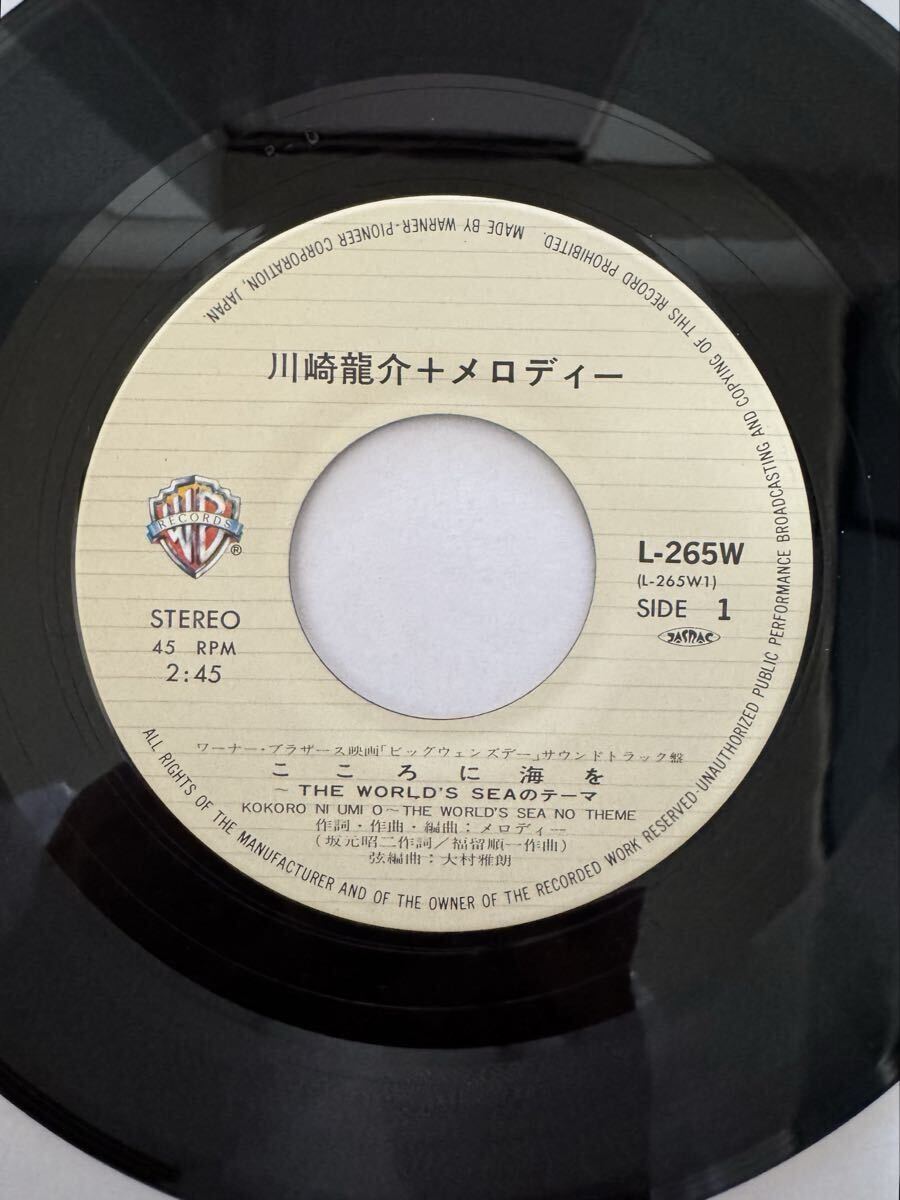 川崎龍介＋メロディー
WB
RECORDS
®
STEREO
45 RPM
2:45
L-265W
(L-265W1)
SIDE 1
JASRAC
ワーナー・ブラザース映画「ビッグウェンズデー」サウンドトラック盤
こころに海を
～THE WORLD'S SEAのテーマ
KOKORO NI UMI O～THE WORLD'S SEA NO THEME
作詞・作曲・編曲：メロディー
(坂元昭二作詞／福留順一作曲)
弦編曲：大村雅朗
ALL RIGHTS OF THE MANUFACTURER AND OF THE OWNER OF THE RECORDED WORK RESERVED-UNAUTHORIZED PUBLIC PERFORMANCE BROADCASTING AND COPYING OF THIS RECORD PROHIBITED. MADE BY WARNER-PIONEER CORPORATION, JAPAN.